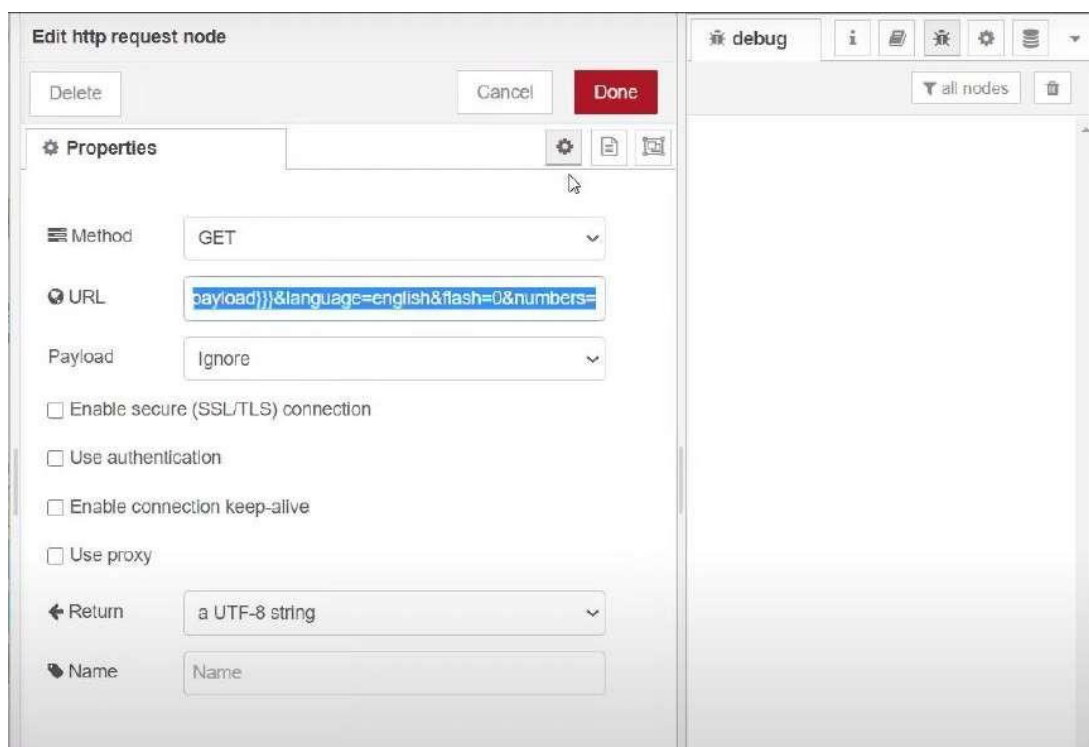 Edit http request node
debug
i
Delete
Cancel
Done
all nodes
Properties
Method
GET
URL
payload}}}&language=english&flash=0&numbers=
Payload
Ignore
Enable secure (SSL/TLS) connection
Use authentication
Enable connection keep-alive
Use proxy
Return
a UTF-8 string
Name
Name